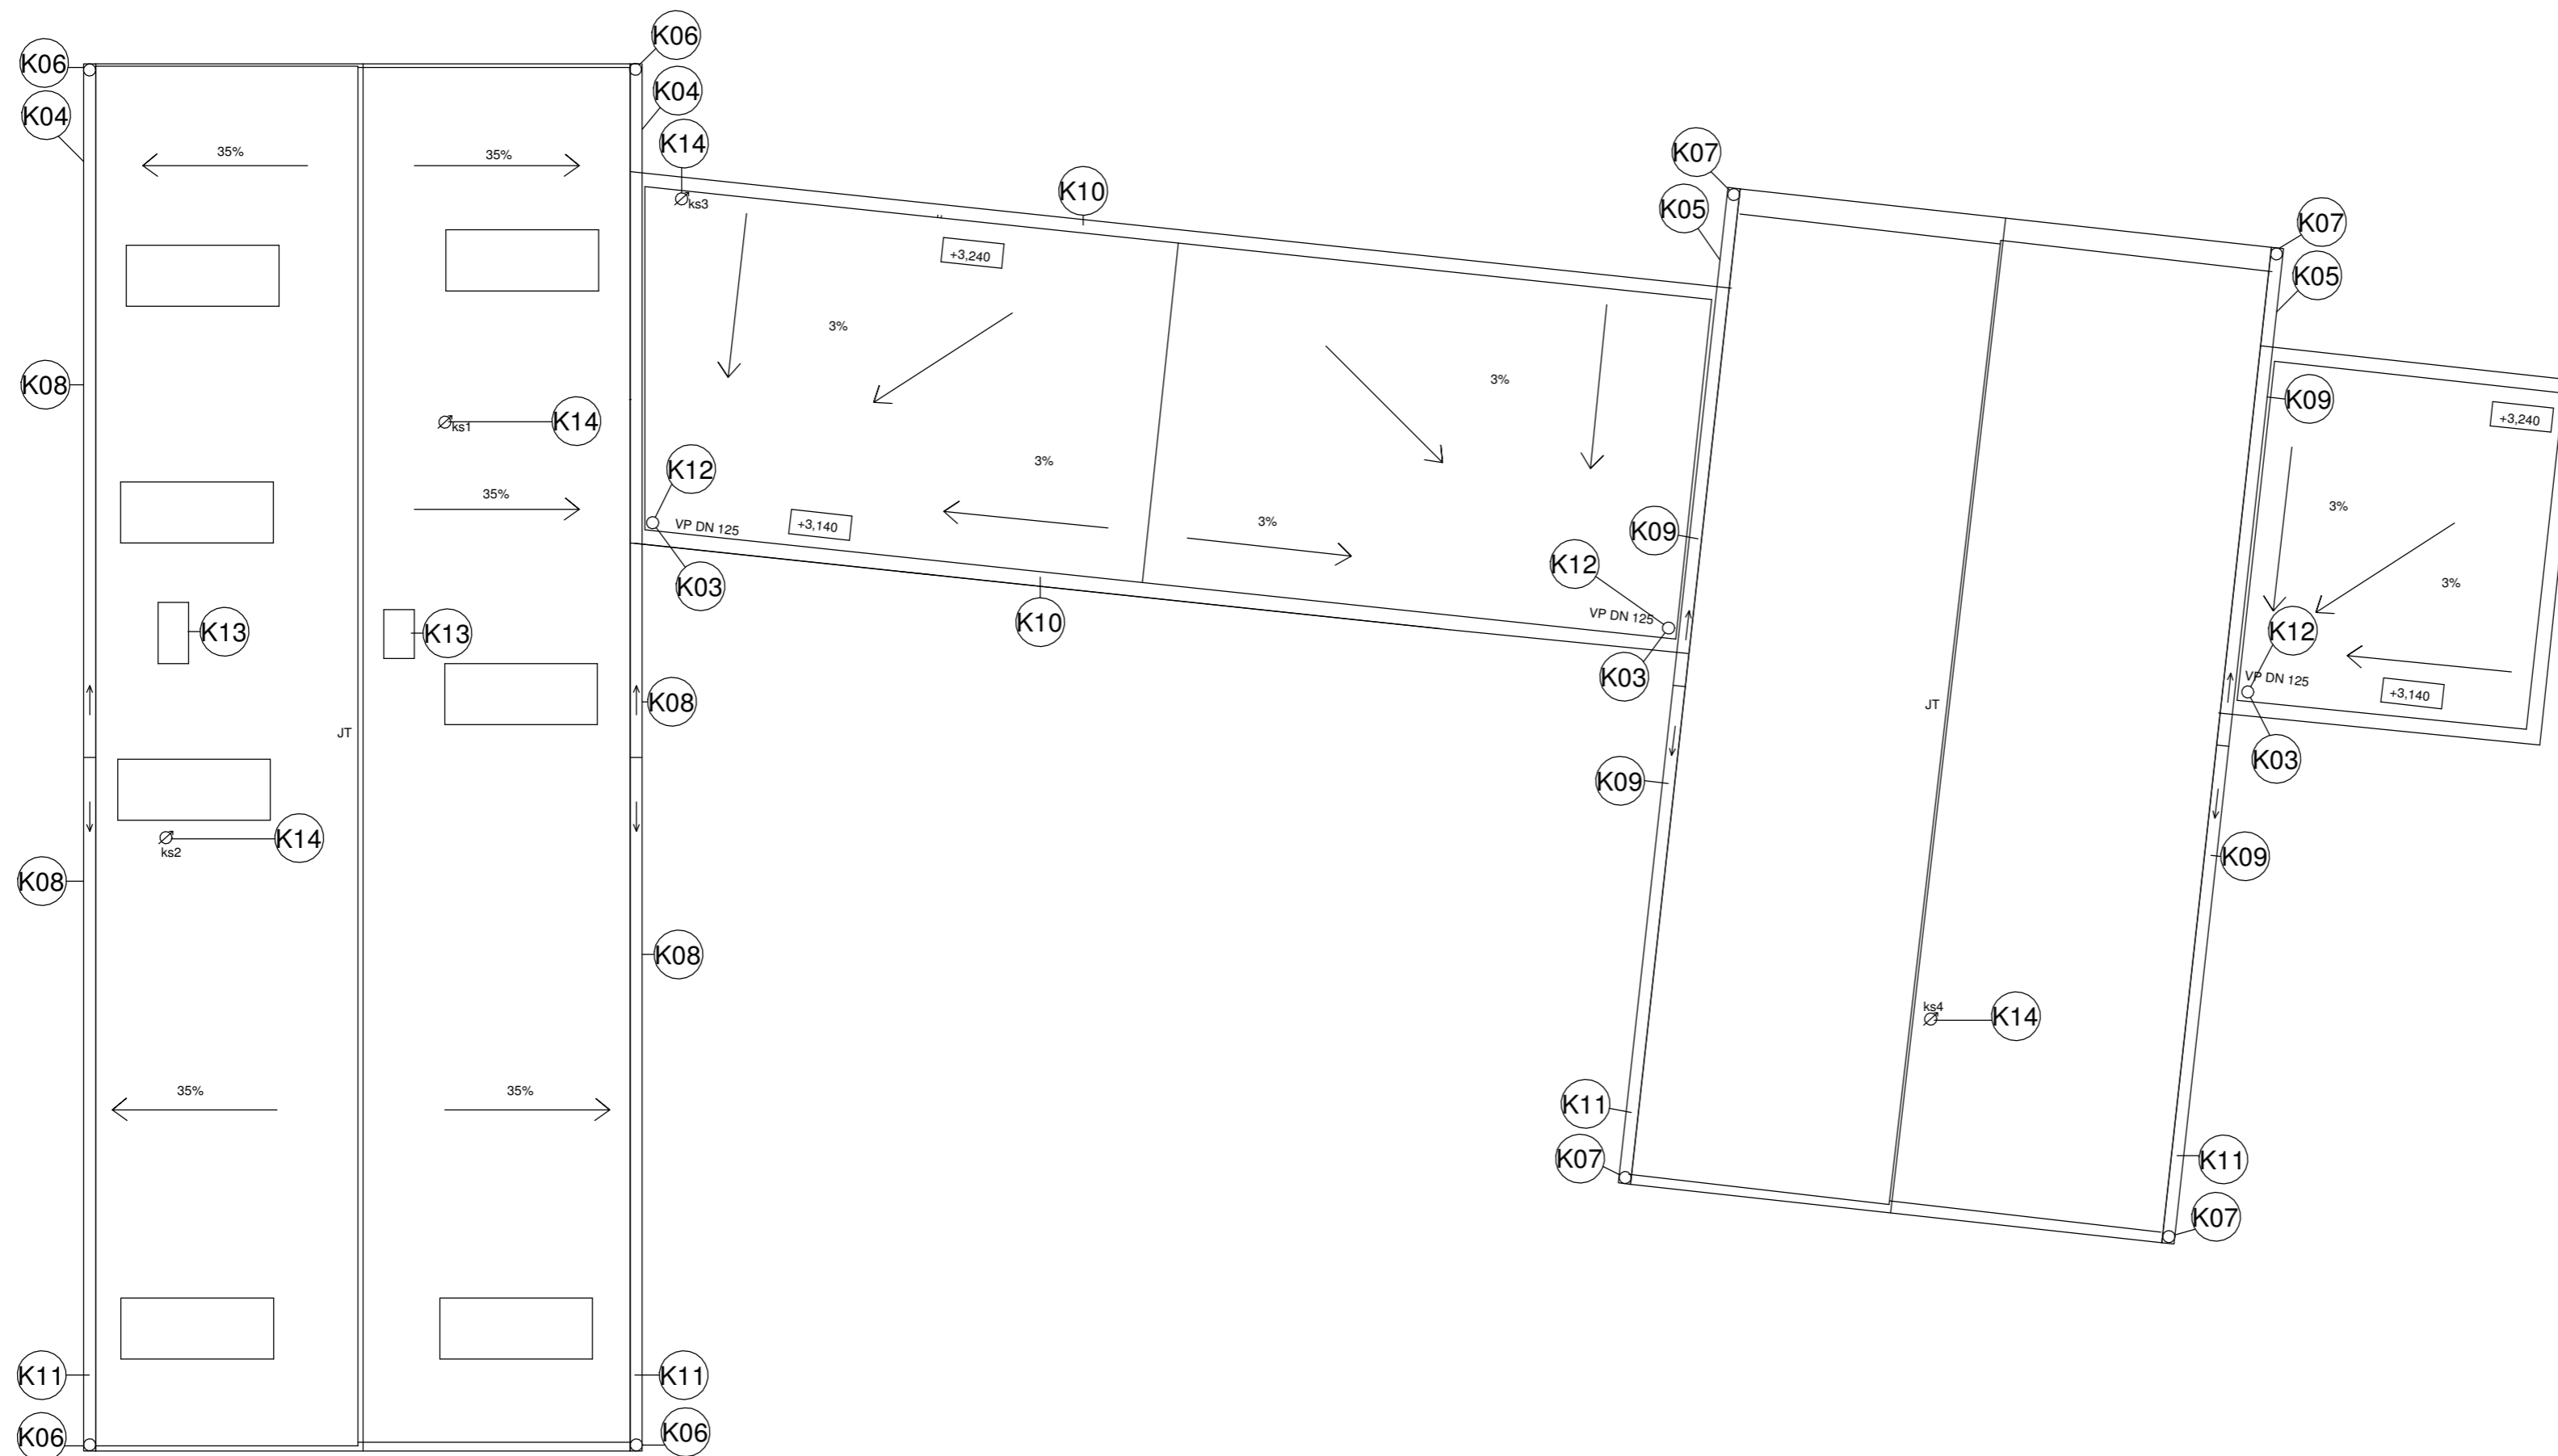 K06
K06
K04
K04
K14
ks3
35%
35%
K10
K07
K07
K05
K05
+3,240
3%
3%
K08
K14
ks1
K09
+3,240
3%
K12
35%
3%
VP DN 125
+3,140
3%
K09
K12
K03
K10
VP DN 125
K03
3%
K12
VP DN 125
+3,140
K13
K13
K08
JT
JT
K03
K09
K14
ks2
K08
K09
K08
ks4
K14
35%
35%
K11
K07
K11
K07
K11
K11
K06
K06